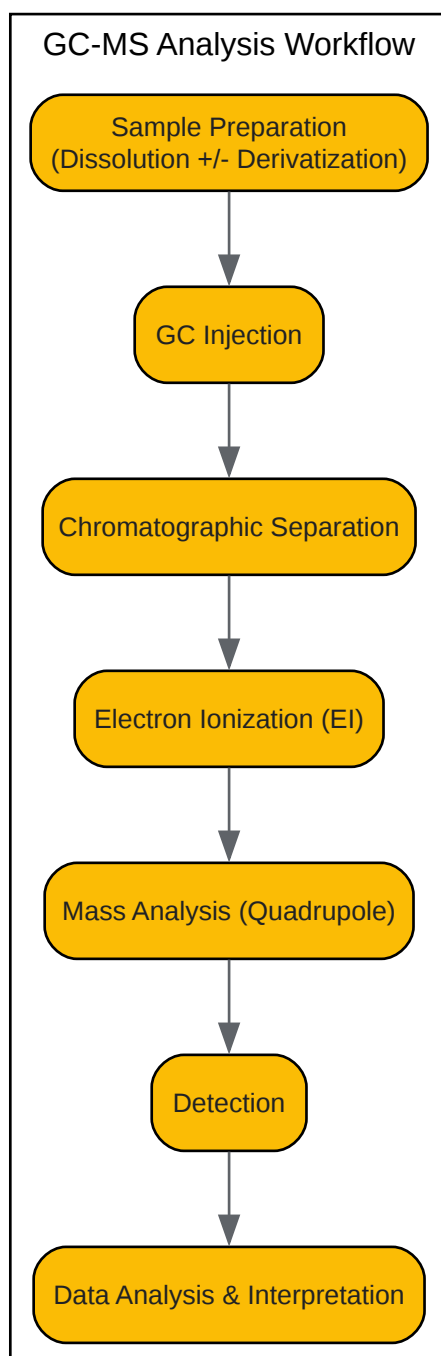 GC-MS Analysis Workflow
Sample Preparation
(Dissolution +/- Derivatization)
GC Injection
Chromatographic Separation
Electron Ionization (EI)
Mass Analysis (Quadrupole)
Detection
Data Analysis & Interpretation